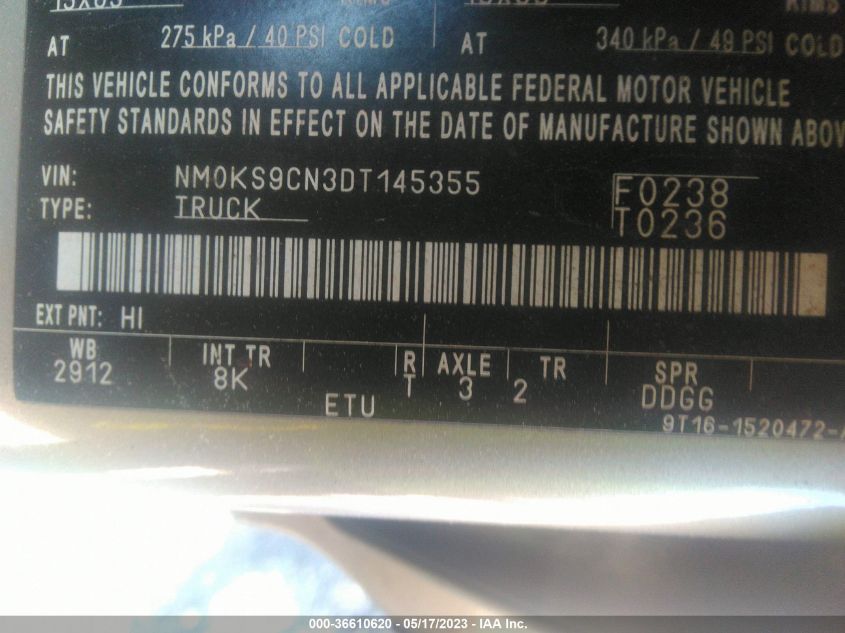 AT 275 kPa / 40 PSI COLD AT 340 kPa / 49 PSI COLD
THIS VEHICLE CONFORMS TO ALL APPLICABLE FEDERAL MOTOR VEHICLE
SAFETY STANDARDS IN EFFECT ON THE DATE OF MANUFACTURE SHOWN ABOV
VIN: NM0KS9CN3DT145355 F0238
TYPE: TRUCK T0236
EXT PNT: HI
WB INT TR R AXLE TR SPR
2912 8K T 3 2 DDGG
ETU 9T16-1520472-
000-36610620 - 05/17/2023 - IAA Inc.